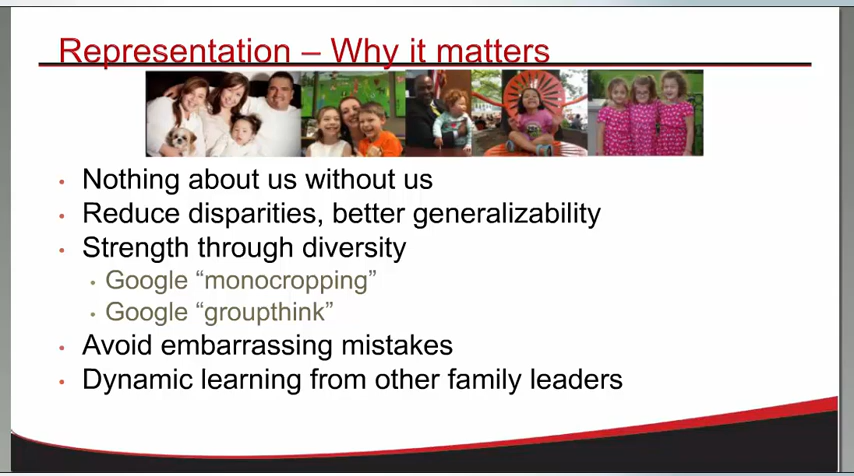 Representation – Why it matters
• Nothing about us without us
• Reduce disparities, better generalizability
• Strength through diversity
• Google “monocropping”
• Google “groupthink”
• Avoid embarrassing mistakes
• Dynamic learning from other family leaders